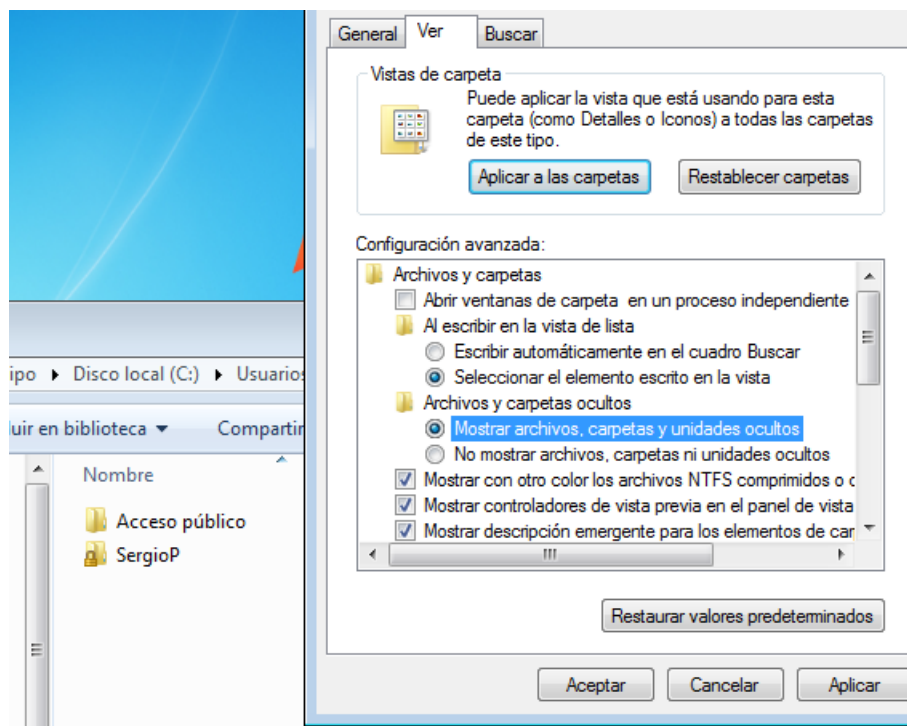 General
Ver
Buscar
Vistas de carpeta
Puede aplicar la vista que está usando para esta
carpeta (como Detalles o Iconos) a todas las carpetas
de este tipo.
Aplicar a las carpetas
Restablecer carpetas
Configuración avanzada:
Archivos y carpetas
Abrir ventanas de carpeta en un proceso independiente
Al escribir en la vista de lista
Escribir automáticamente en el cuadro Buscar
Seleccionar el elemento escrito en la vista
Archivos y carpetas ocultos
Mostrar archivos, carpetas y unidades ocultos
No mostrar archivos, carpetas ni unidades ocultos
Mostrar con otro color los archivos NTFS comprimidos o c
Mostrar controladores de vista previa en el panel de vista
Mostrar descripción emergente para los elementos de car
Restaurar valores predeterminados
Aceptar
Cancelar
Aplicar
ipo
Disco local (C:)
Usuarios
uir en biblioteca
Compartir
Nombre
Acceso público
SergioP